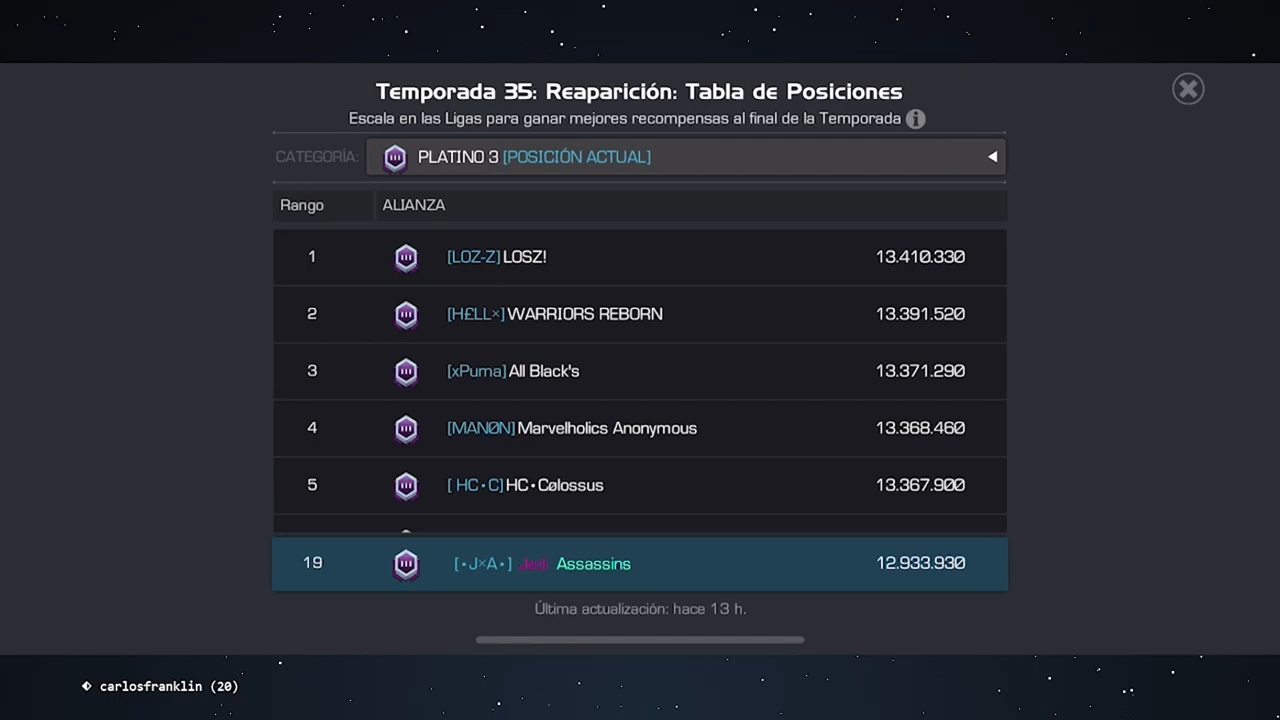 Temporada 35: Reaparición: Tabla de Posiciones
Escala en las Ligas para ganar mejores recompensas al final de la Temporada
CATEGORÍA: PLATINO 3 [POSICIÓN ACTUAL]
Rango ALIANZA
1 [LOZ-Z] LOSZ! 13.410.330
2 [H£LL×] WARRIORS REBORN 13.391.520
3 [xPuma] All Black's 13.371.290
4 [MANØN] Marvelholics Anonymous 13.368.460
5 [ HC•C] HC•Cølossus 13.367.900
19 [•J×A•] Assassins 12.933.930
Última actualización: hace 13 h.
carlosfranklin (20)